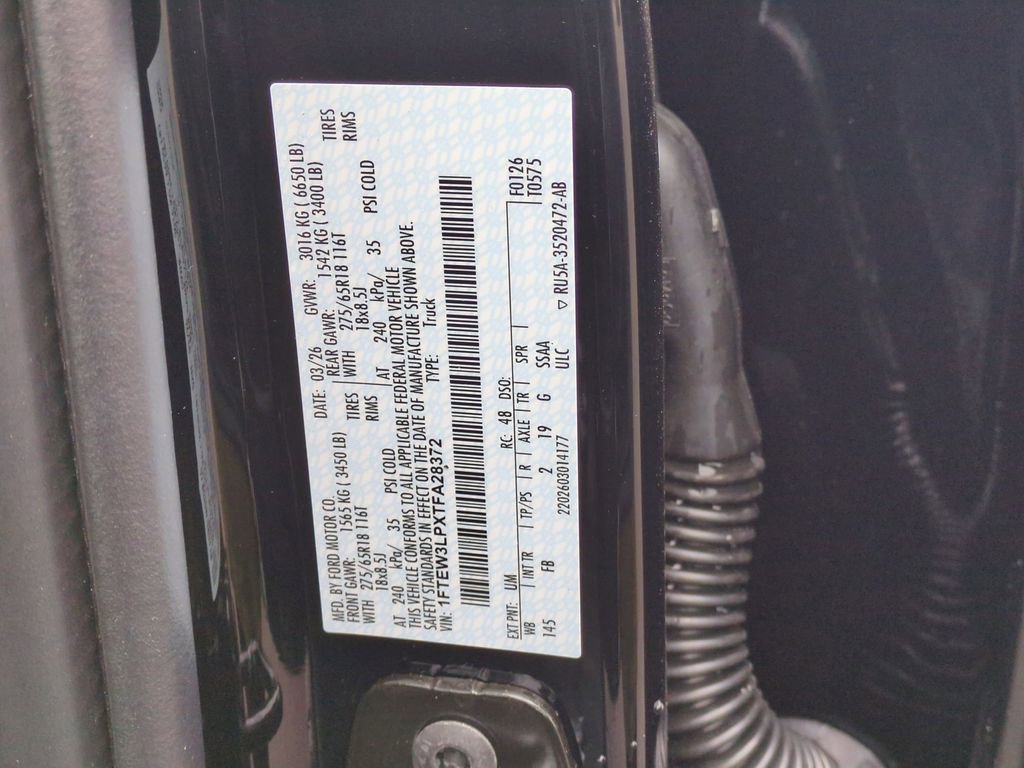 MFD. BY FORD MOTOR CO.
DATE: 03/26 GVWR: 3016 KG ( 6650 LB)
FRONT GAWR: 1565 KG ( 3450 LB) REAR GAWR: 1542 KG ( 3400 LB)
WITH 275/65R18 116T TIRES WITH 275/65R18 116T TIRES
18x8.5J RIMS 18x8.5J RIMS
AT 240 kPa/ 35 PSI COLD AT 240 kPa/ 35 PSI COLD
THIS VEHICLE CONFORMS TO ALL APPLICABLE FEDERAL MOTOR VEHICLE
SAFETY STANDARDS IN EFFECT ON THE DATE OF MANUFACTURE SHOWN ABOVE.
VIN: 1FTEW3LPXTFA28372 TYPE: Truck
EXT PNT: UM RC: 48 DSO: F0126
WB INT TR TP/PS R AXLE TR SPR T0575
145 FB 2 19 G SSAA
2202603014177 ULC ▽ RU5A-3520472-AB